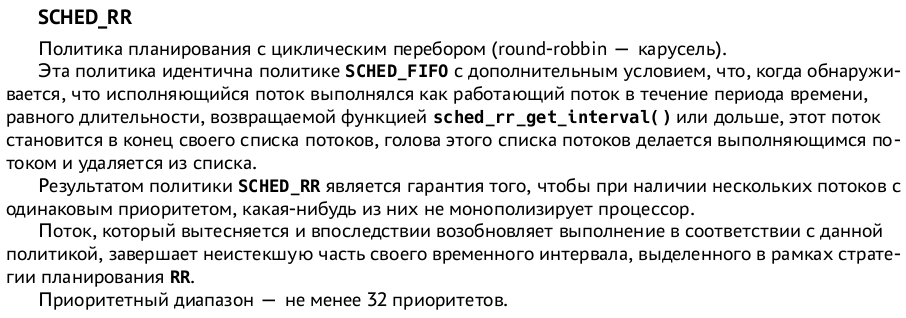 SCHED_RR
Политика планирования с циклическим перебором (round-robbin — карусель).
Эта политика идентична политике SCHED_FIFO с дополнительным условием, что, когда обнаружи-
вается, что исполняющийся поток выполнялся как работающий поток в течение периода времени,
равного длительности, возвращаемой функцией sched_rr_get_interval() или дольше, этот поток
становится в конец своего списка потоков, голова этого списка потоков делается выполняющимся по-
током и удаляется из списка.
Результатом политики SCHED_RR является гарантия того, чтобы при наличии нескольких потоков с
одинаковым приоритетом, какая-нибудь из них не монополизирует процессор.
Поток, который вытесняется и впоследствии возобновляет выполнение в соответствии с данной
политикой, завершает неистекшую часть своего временного интервала, выделенного в рамках страте-
гии планирования RR.
Приоритетный диапазон — не менее 32 приоритетов.